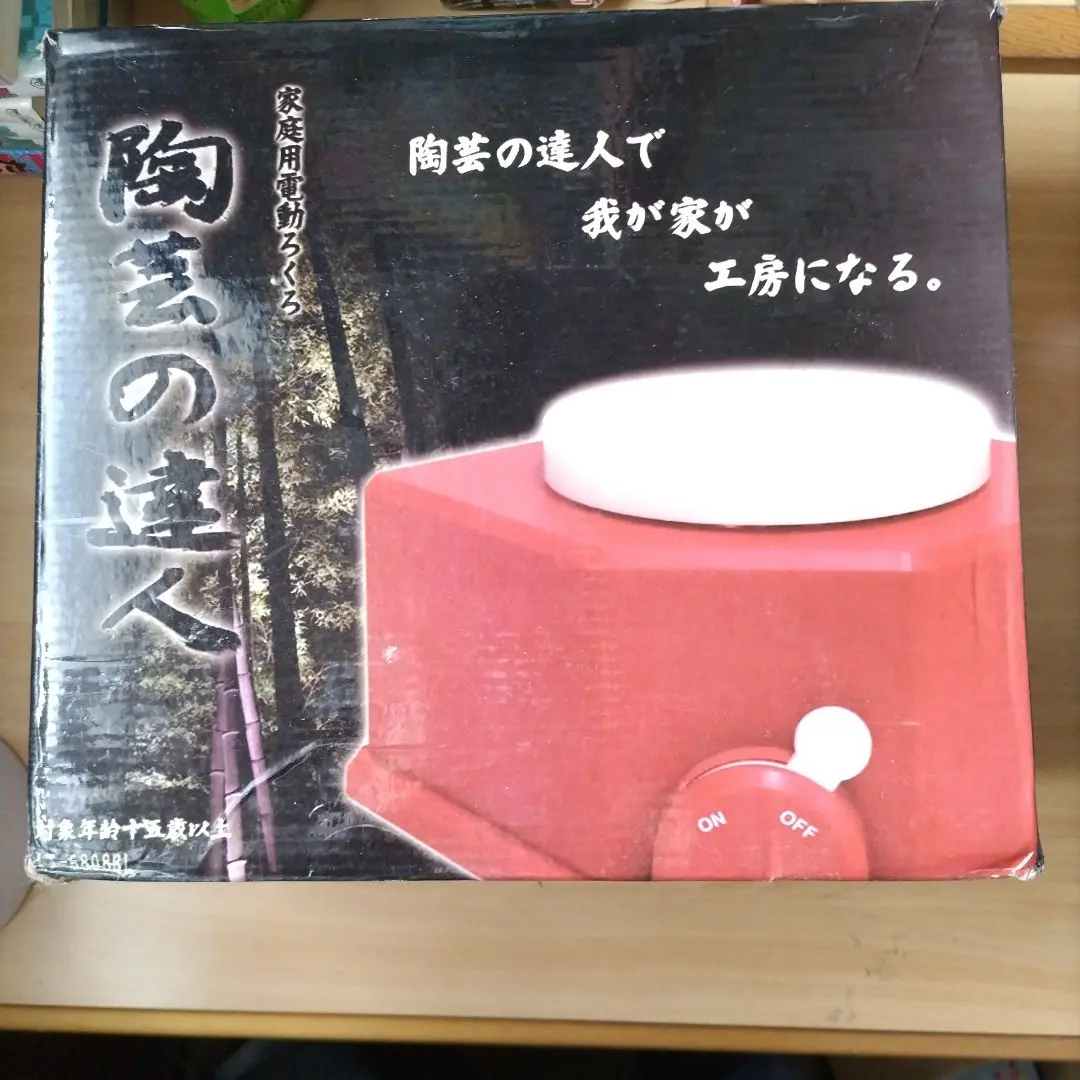 陶芸の達人
家庭用電動ろくろ
陶芸の達人で
我が家が
工房になる。
ON
OFF
対象年齢十五歳以上